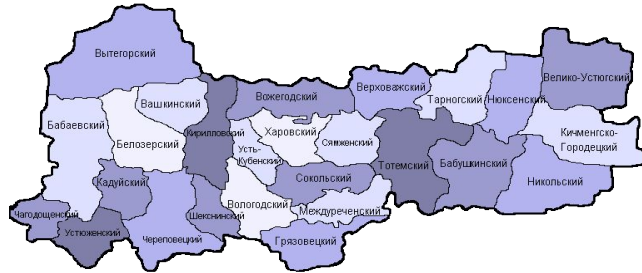 Вытегорский
Велико-Устюгский
Вашкинский
Вожегодский
Верховажский
Тарногский
Нюксенский
Бабаевский
Кирилловский
Белозерский
Харовский
Сямженский
Усть-
Кубенский
Кичменгско-
Городецкий
Тотемский
Бабушкинский
Кадуйский
Сокольский
Никольский
Чагодощенский
Шекснинский
Вологодский
Междуреченский
Устюженский
Череповецкий
Грязовецкий